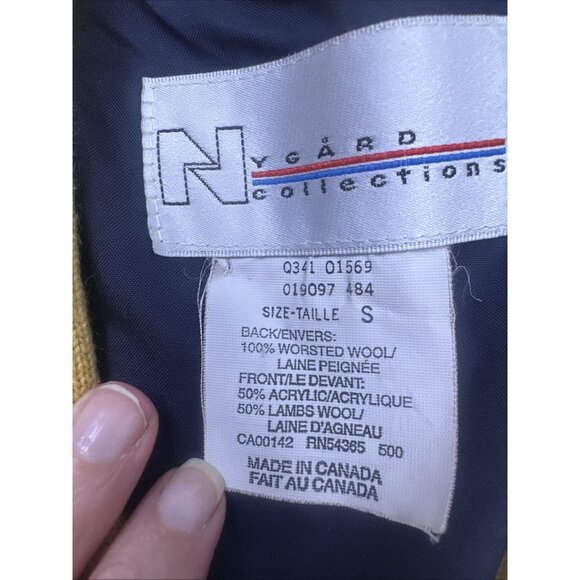 NYGÅRD
collections
Q341 01569
019097 484
SIZE-TAILLE S
BACK/ENVERS:
100% WORSTED WOOL/
LAINE PEIGNÉE
FRONT/LE DEVANT:
50% ACRYLIC/ACRYLIQUE
50% LAMBS WOOL/
LAINE D'AGNEAU
CA00142 RN54365 500
MADE IN CANADA
FAIT AU CANADA